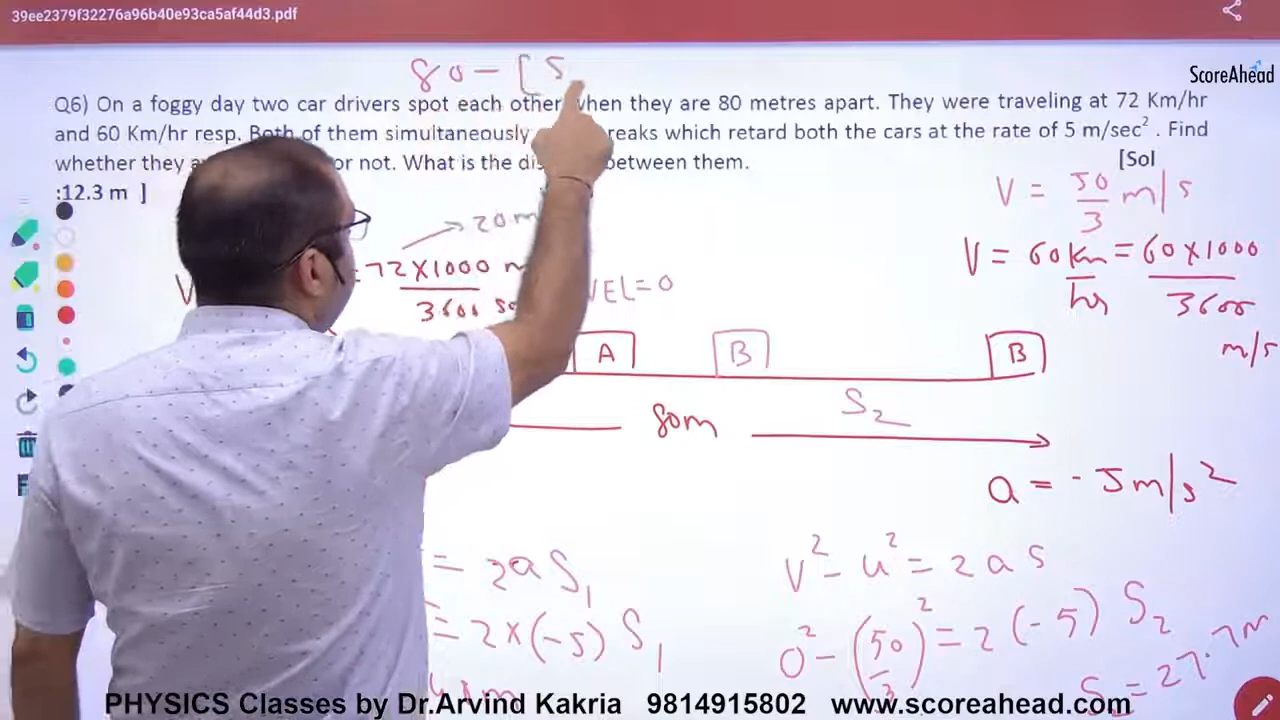 39ee2379f32276a96b40e93ca5af44d3.pdf
ScoreAhead
80 - [5
Q6) On a foggy day two car drivers spot each other when they are 80 metres apart. They were traveling at 72 Km/hr
and 60 Km/hr resp. Both of them simultaneously reaks which retard both the cars at the rate of 5 m/sec². Find
whether they or not. What is the dis between them. [Sol
:12.3 m ]
V = 50/3 m/s
20m
= 72×1000 m
3600 s
VEL=0
V = 60 Km/hr = 60×1000/3600
m/s
A B B
S₂
80m
a = -5m/s²
= 2a S₁
V² - u² = 2 a s
= 2×(-5) S₁
0² - (50/3)² = 2 (-5) S₂
S = 27.7m
PHYSICS Classes by Dr.Arvind Kakria 9814915802 www.scoreahead.com